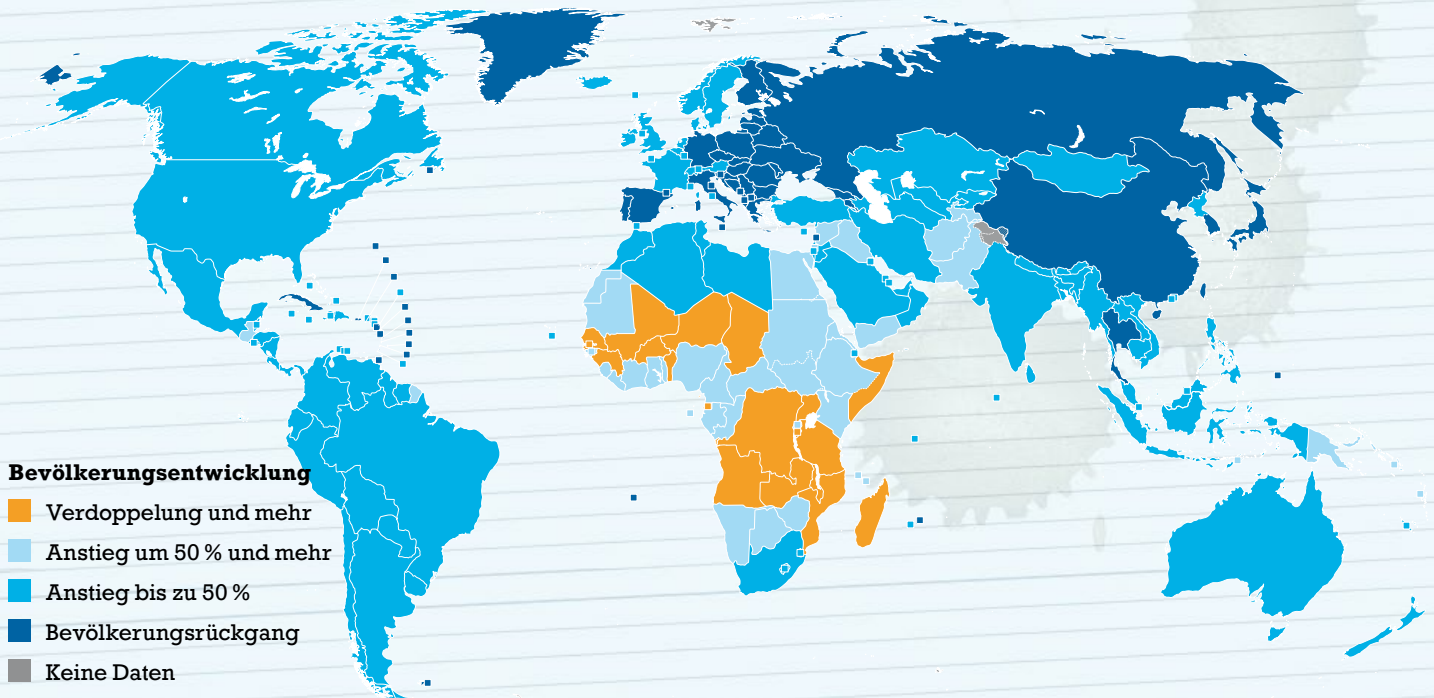 Bevölkerungsentwicklung
Verdoppelung und mehr
Anstieg um 50 % und mehr
Anstieg bis zu 50 %
Bevölkerungsrückgang
Keine Daten